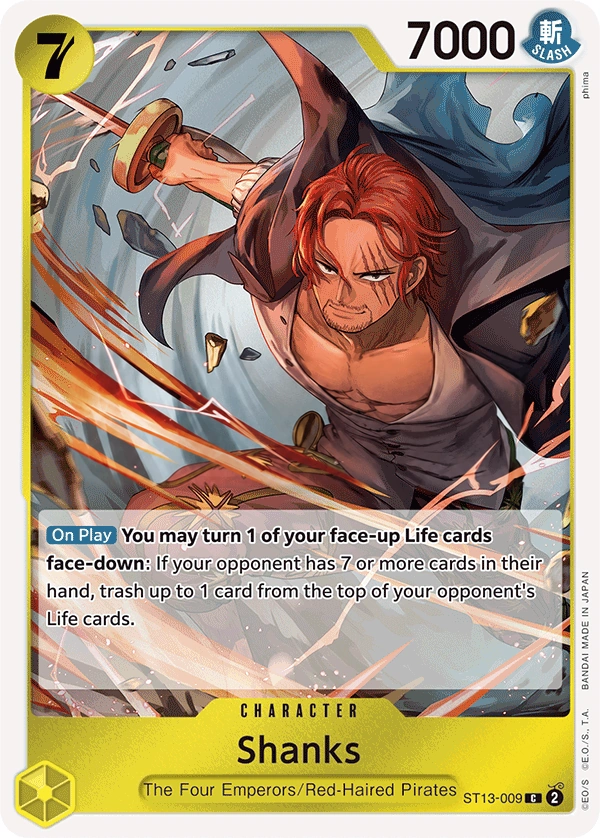 7
7000
斬
SLASH
phima
On Play You may turn 1 of your face-up Life cards
face-down: If your opponent has 7 or more cards in their
hand, trash up to 1 card from the top of your opponent's
Life cards.
CHARACTER
Shanks
The Four Emperors/Red-Haired Pirates
ST13-009 C 2
©E.O/S ©E.O./S., T.A. BANDAI MADE IN JAPAN